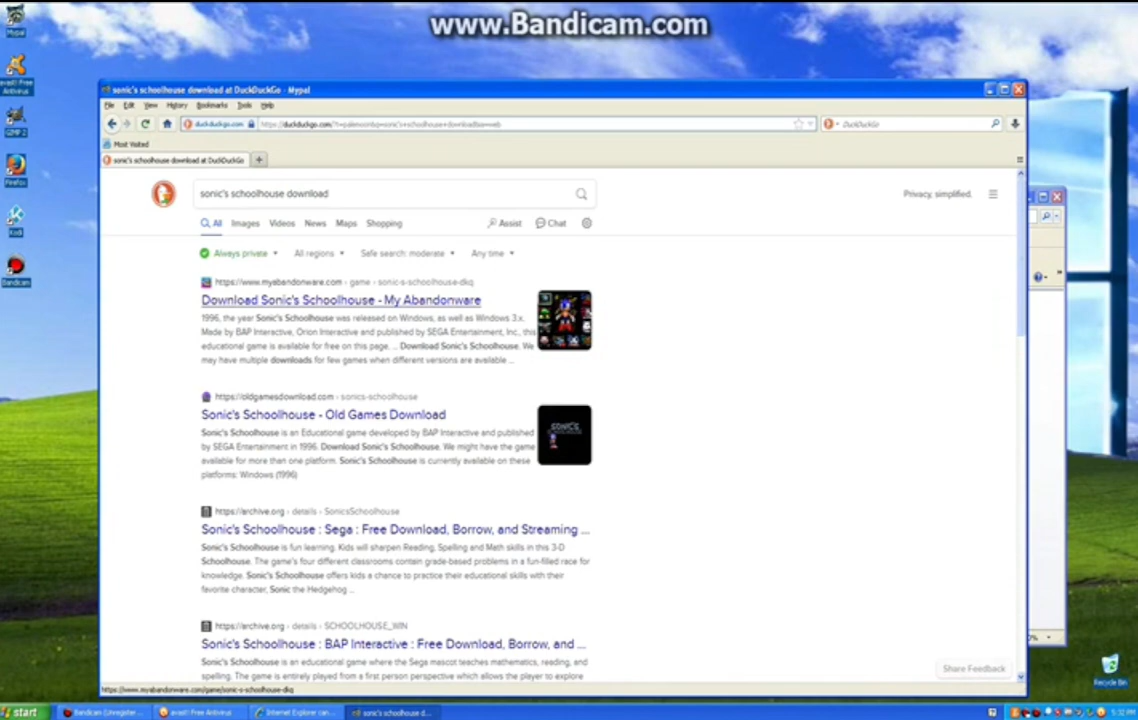 www.Bandicam.com
Mypal
avast! Free
Antivirus
GIMP 2
Firefox
Kodi
Bandicam
sonic's schoolhouse download at DuckDuckGo - Mypal
File Edit View History Bookmarks Tools Help
duckduckgo.com
DuckDuckGo
Most Visited
sonic's schoolhouse download at DuckDuckGo
sonic's schoolhouse download
Privacy, simplified.
All Images Videos News Maps Shopping Assist Chat
Always private All regions Safe search: moderate Any time
https://www.myabandonware.com › game › sonic-s-schoolhouse-dkq
Download Sonic's Schoolhouse - My Abandonware
1996, the year Sonic's Schoolhouse was released on Windows, as well as Windows 3.x.
Made by BAP Interactive, Orion Interactive and published by SEGA Entertainment, Inc., this
educational game is available for free on this page. ... Download Sonic's Schoolhouse. We
may have multiple downloads for few games when different versions are available ...
https://oldgamesdownload.com › sonics-schoolhouse
Sonic's Schoolhouse - Old Games Download
Sonic's Schoolhouse is an Educational game developed by BAP Interactive and published
by SEGA Entertainment in 1996. Download Sonic's Schoolhouse. We might have the game
available for more than one platform. Sonic's Schoolhouse is currently available on these
platforms: Windows (1996)
SONIC'S
https://archive.org › details › SonicsSchoolhouse
Sonic's Schoolhouse : Sega : Free Download, Borrow, and Streaming ...
Sonic's Schoolhouse is fun learning. Kids will sharpen Reading, Spelling and Math skills in this 3-D
Schoolhouse. The game's four different classrooms contain grade-based problems in a fun-filled race for
knowledge. Sonic's Schoolhouse offers kids a chance to practice their educational skills with their
favorite character, Sonic the Hedgehog ...
https://archive.org › details › SCHOOLHOUSE_WIN
Sonic's Schoolhouse : BAP Interactive : Free Download, Borrow, and ...
Sonic's Schoolhouse is an educational game where the Sega mascot teaches mathematics, reading, and
spelling. The game is entirely played from a first person perspective which allows the player to explore
Share Feedback
https://www.myabandonware.com/game/sonic-s-schoolhouse-dkq
Recycle Bin
start
Bandicam (Unregister...
avast! Free Antivirus
Internet Explorer can...
sonic's schoolhouse d...
5:32 PM